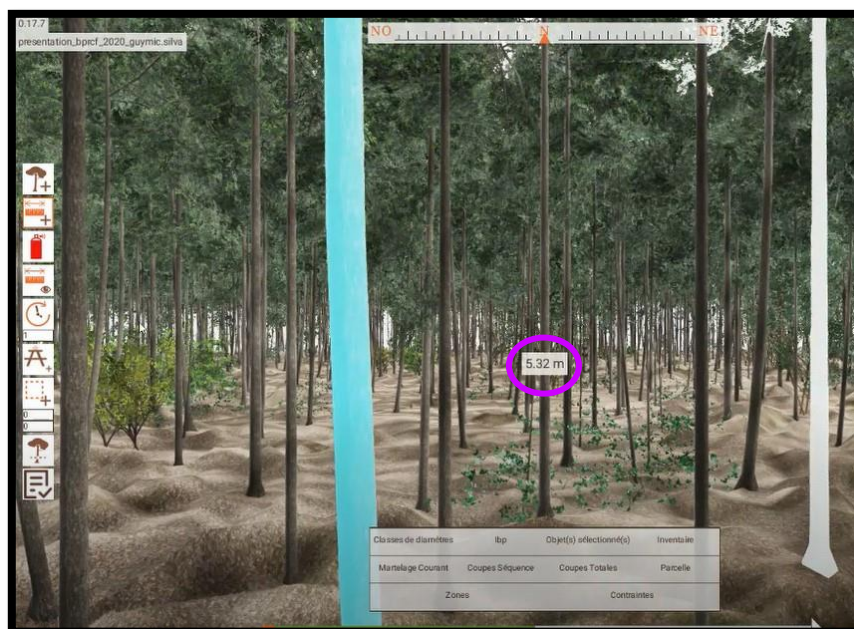 0.17.7
NO N NE
presentation_bprcf_2020_guymic.silva
1
5.32 m
0
0
Classes de diamètres Ibp Objet(s) sélectionné(s) Inventaire
Martelage Courant Coupes Séquence Coupes Totales Parcelle
Zones Contraintes